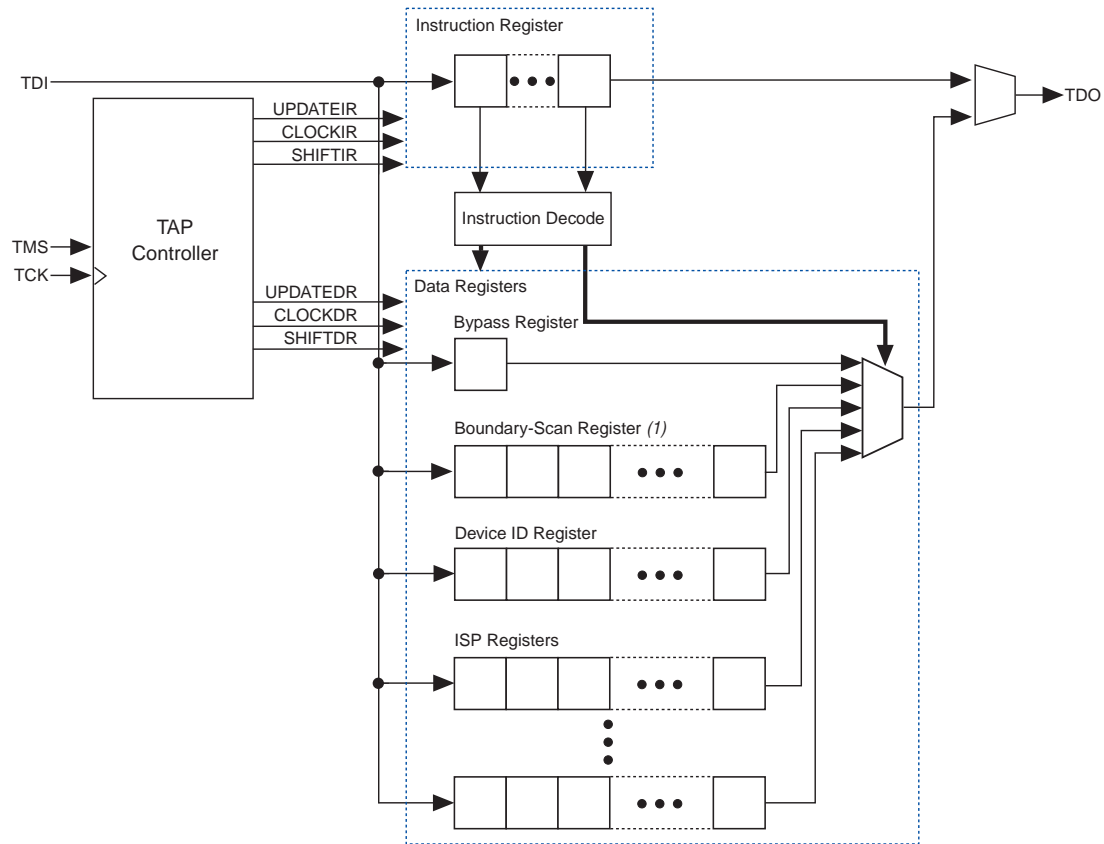 Instruction Register
TDI
TDO
UPDATEIR
CLOCKIR
SHIFTIR
TAP
Controller
Instruction Decode
TMS
TCK
UPDATEDR
CLOCKDR
SHIFTDR
Data Registers
Bypass Register
Boundary-Scan Register (1)
Device ID Register
ISP Registers